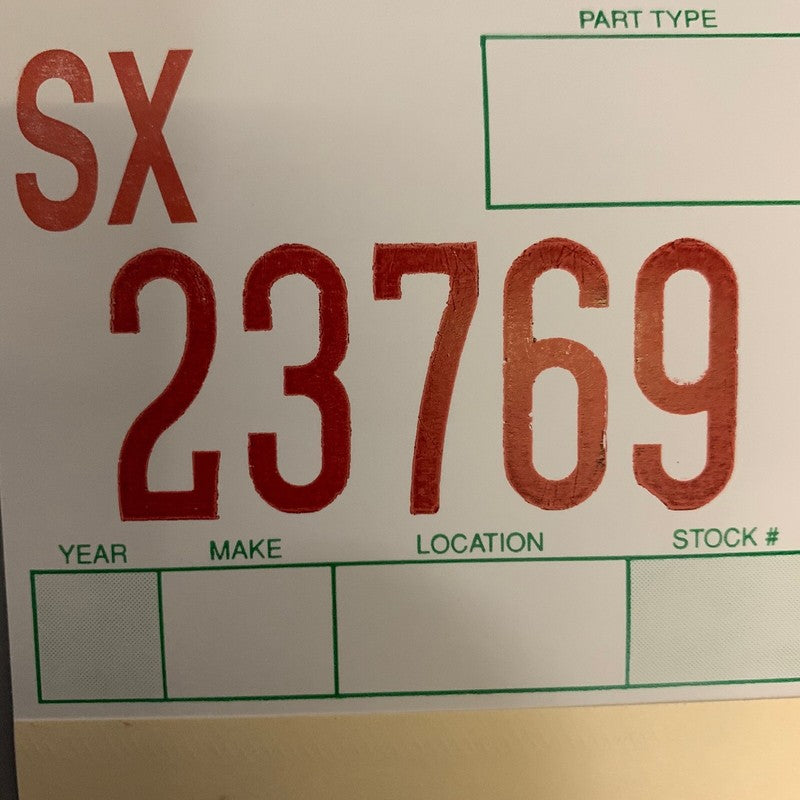 PART TYPE
SX
23769
YEAR MAKE LOCATION STOCK #